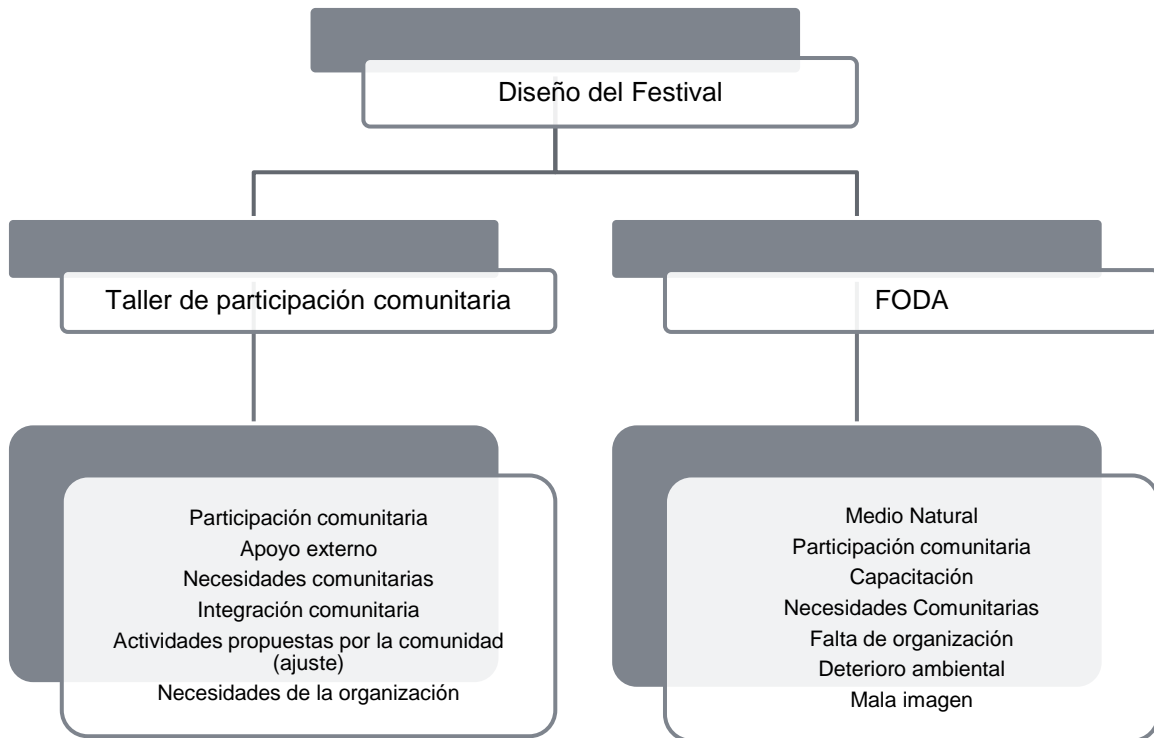 Diseño del Festival
Taller de participación comunitaria
FODA
Participación comunitaria
Apoyo externo
Necesidades comunitarias
Integración comunitaria
Actividades propuestas por la comunidad
(ajuste)
Necesidades de la organización
Medio Natural
Participación comunitaria
Capacitación
Necesidades Comunitarias
Falta de organización
Deterioro ambiental
Mala imagen